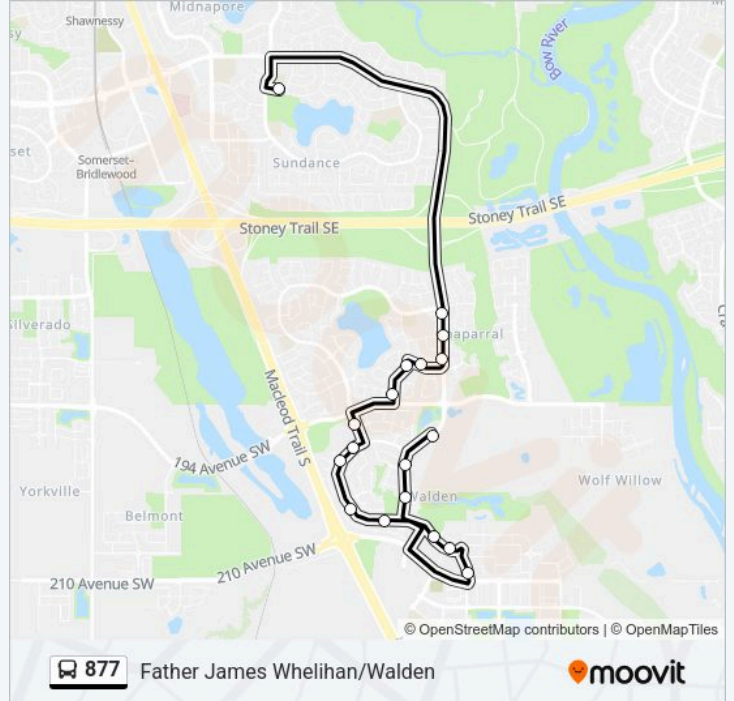 Midnapore
Shawnessy
sy
Bow River
set
Somerset–
Bridlewood
Sundance
Stoney Trail SE
Stoney Trail SE
Silverado
haparral
Macleod Trail S
194 Avenue SW
Yorkville
Walden
Wolf Willow
Belmont
210 Avenue SW
210 Avenue SW
© OpenStreetMap contributors | © OpenMapTiles
877 Father James Whelihan/Walden
moovit